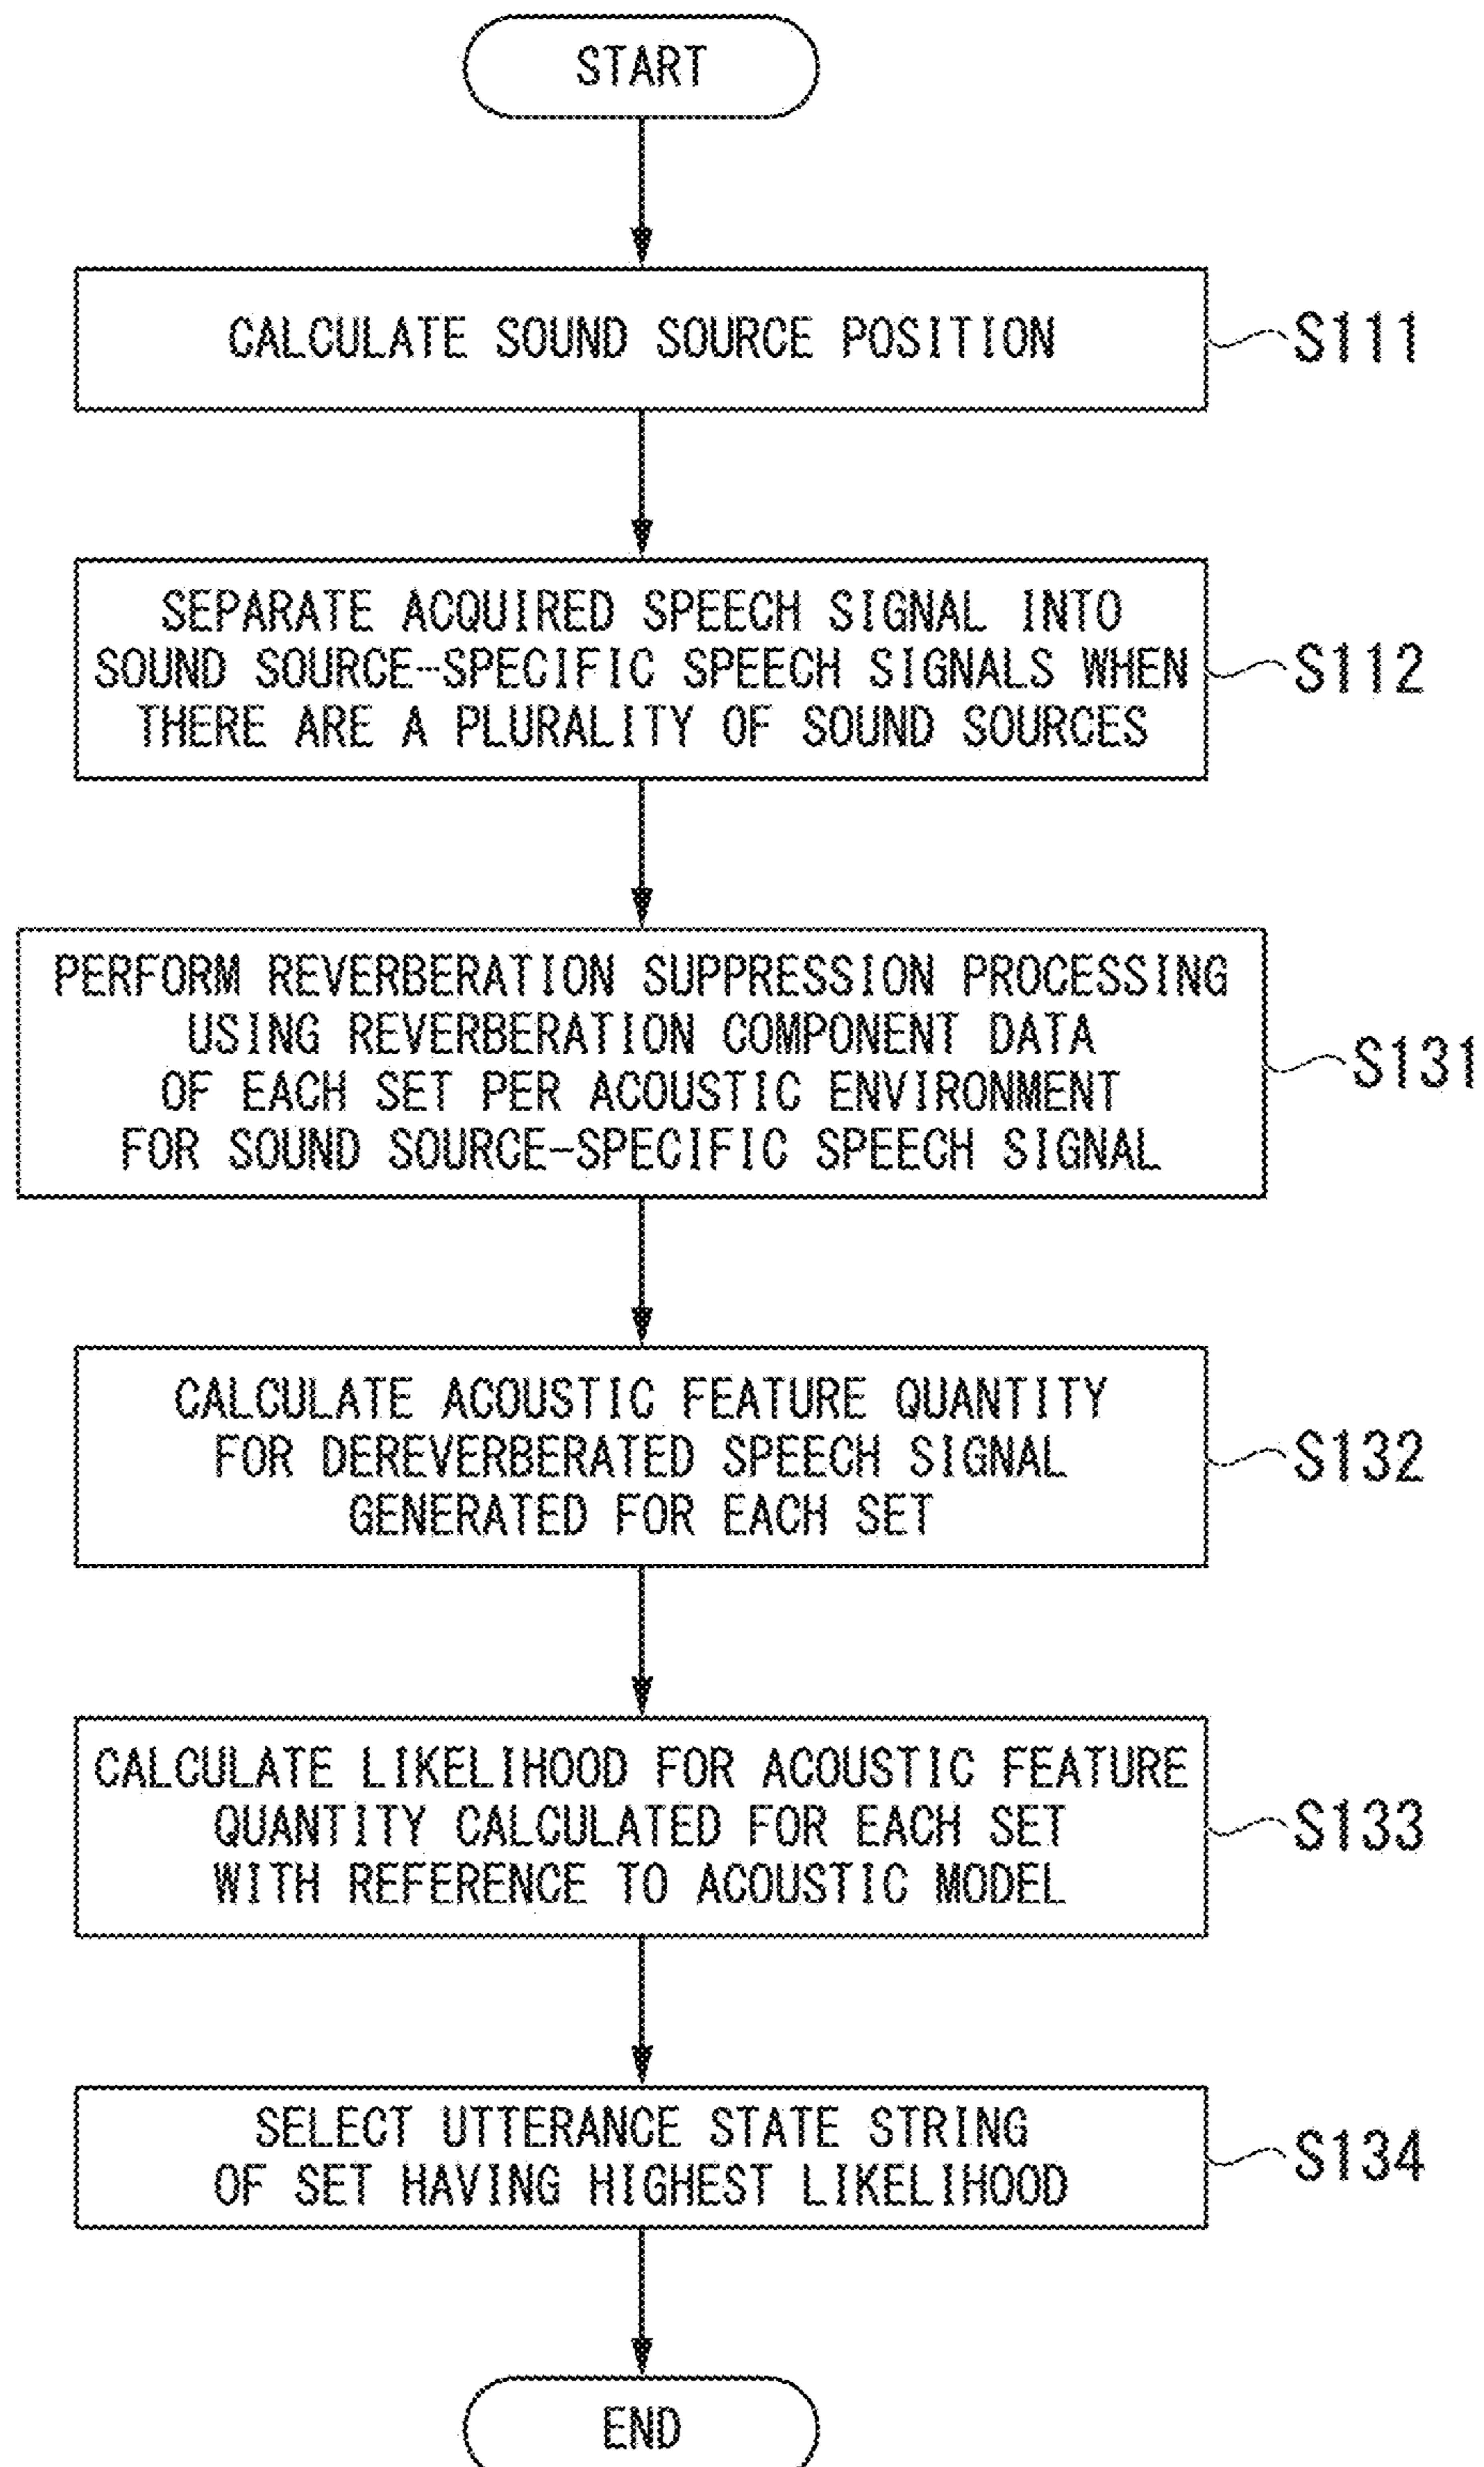 START
CALCULATE SOUND SOURCE POSITION
S111
SEPARATE ACQUIRED SPEECH SIGNAL INTO
SOUND SOURCE-SPECIFIC SPEECH SIGNALS WHEN
THERE ARE A PLURALITY OF SOUND SOURCES
S112
PERFORM REVERBERATION SUPPRESSION PROCESSING
USING REVERBERATION COMPONENT DATA
OF EACH SET PER ACOUSTIC ENVIRONMENT
FOR SOUND SOURCE-SPECIFIC SPEECH SIGNAL
S131
CALCULATE ACOUSTIC FEATURE QUANTITY
FOR DEREVERBERATED SPEECH SIGNAL
GENERATED FOR EACH SET
S132
CALCULATE LIKELIHOOD FOR ACOUSTIC FEATURE
QUANTITY CALCULATED FOR EACH SET
WITH REFERENCE TO ACOUSTIC MODEL
S133
SELECT UTTERANCE STATE STRING
OF SET HAVING HIGHEST LIKELIHOOD
S134
END